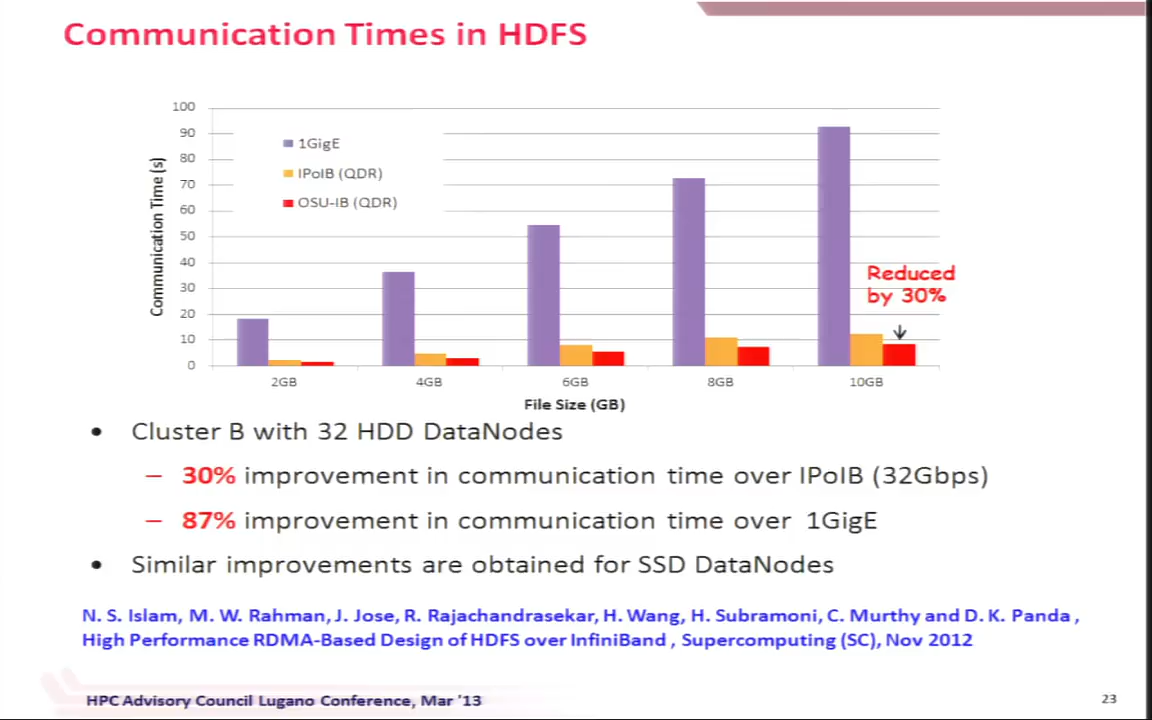 Communication Times in HDFS
100
90
80
70
60
50
40
30
20
10
0
Communication Time (s)
1GigE
IPoIB (QDR)
OSU-IB (QDR)
Reduced
by 30%
2GB
4GB
6GB
8GB
10GB
File Size (GB)
• Cluster B with 32 HDD DataNodes
– 30% improvement in communication time over IPoIB (32Gbps)
– 87% improvement in communication time over 1GigE
• Similar improvements are obtained for SSD DataNodes
N. S. Islam, M. W. Rahman, J. Jose, R. Rajachandrasekar, H. Wang, H. Subramoni, C. Murthy and D. K. Panda ,
High Performance RDMA-Based Design of HDFS over InfiniBand , Supercomputing (SC), Nov 2012
HPC Advisory Council Lugano Conference, Mar '13
23